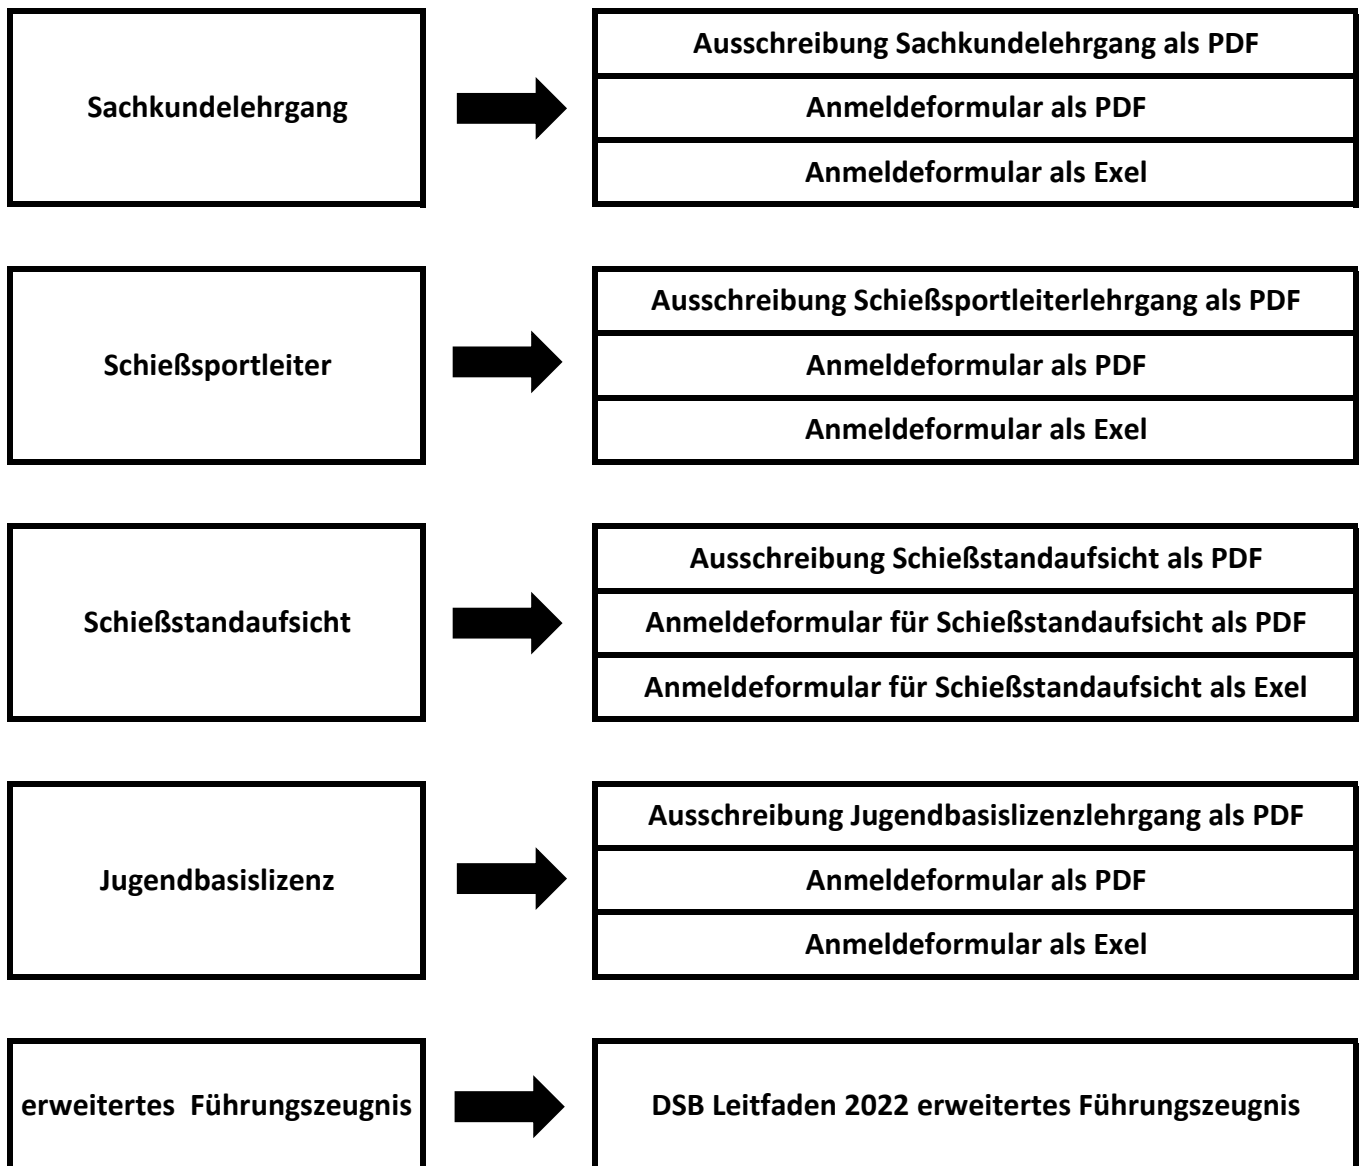 Sachkundelehrgang
Ausschreibung Sachkundelehrgang als PDF
Anmeldeformular als PDF
Anmeldeformular als Exel
Schießsportleiter
Ausschreibung Schießsportleiterlehrgang als PDF
Anmeldeformular als PDF
Anmeldeformular als Exel
Schießstandaufsicht
Ausschreibung Schießstandaufsicht als PDF
Anmeldeformular für Schießstandaufsicht als PDF
Anmeldeformular für Schießstandaufsicht als Exel
Jugendbasislizenz
Ausschreibung Jugendbasislizenzlehrgang als PDF
Anmeldeformular als PDF
Anmeldeformular als Exel
erweitertes  Führungszeugnis
DSB Leitfaden 2022 erweitertes Führungszeugnis